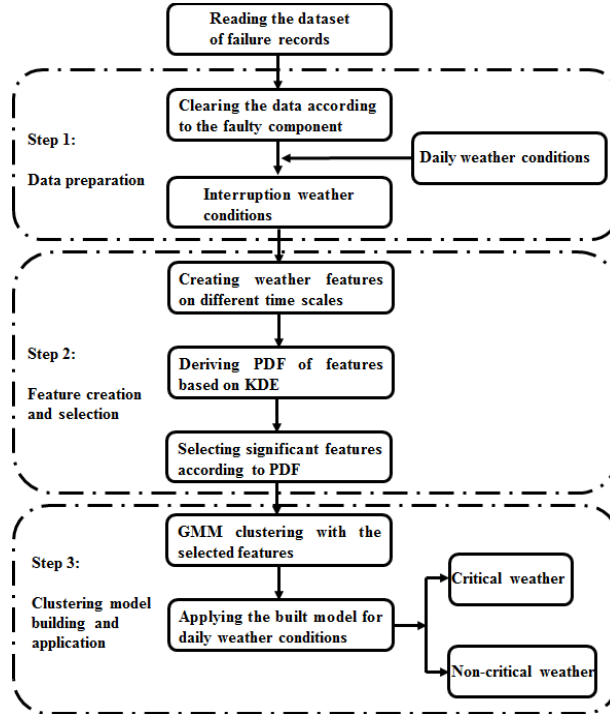 Reading the dataset
of failure records
Step 1:
Data preparation
Clearing the data according
to the faulty component
Daily weather conditions
Interruption weather
conditions
Step 2:
Feature creation
and selection
Creating weather features
on different time scales
Deriving PDF of features
based on KDE
Selecting significant features
according to PDF
Step 3:
Clustering model
building and
application
GMM clustering with the
selected features
Applying the built model for
daily weather conditions
Critical weather
Non-critical weather